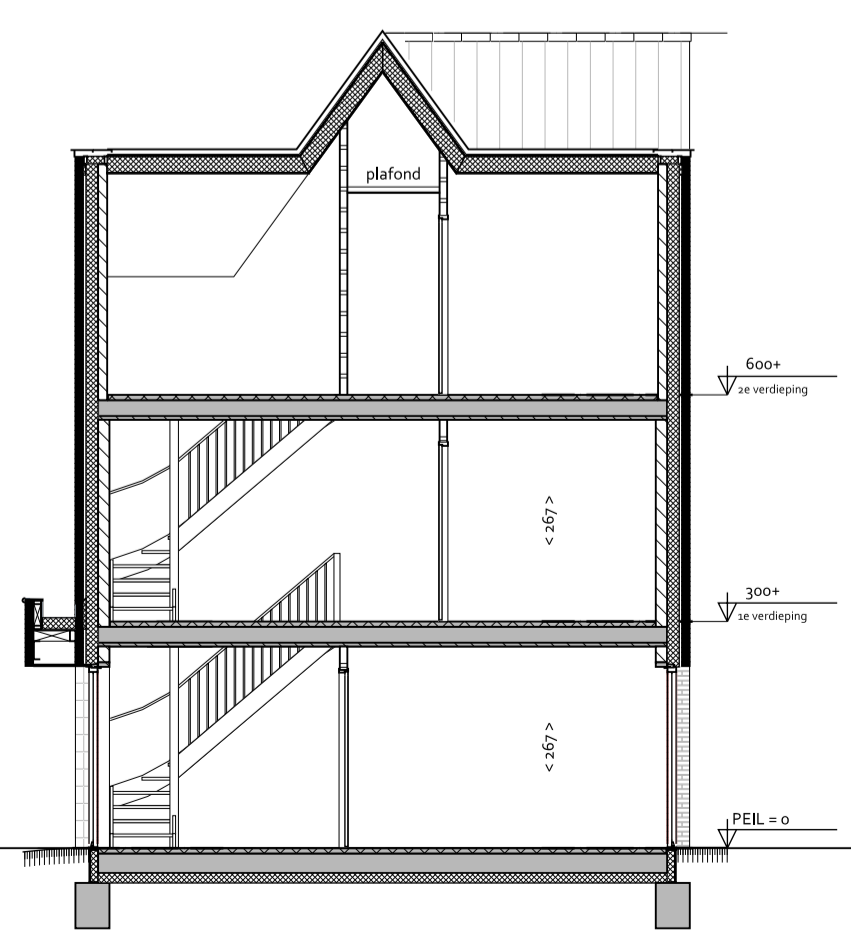 plafond
600+
2e verdieping
< 267 >
300+
1e verdieping
< 267 >
PEIL = 0